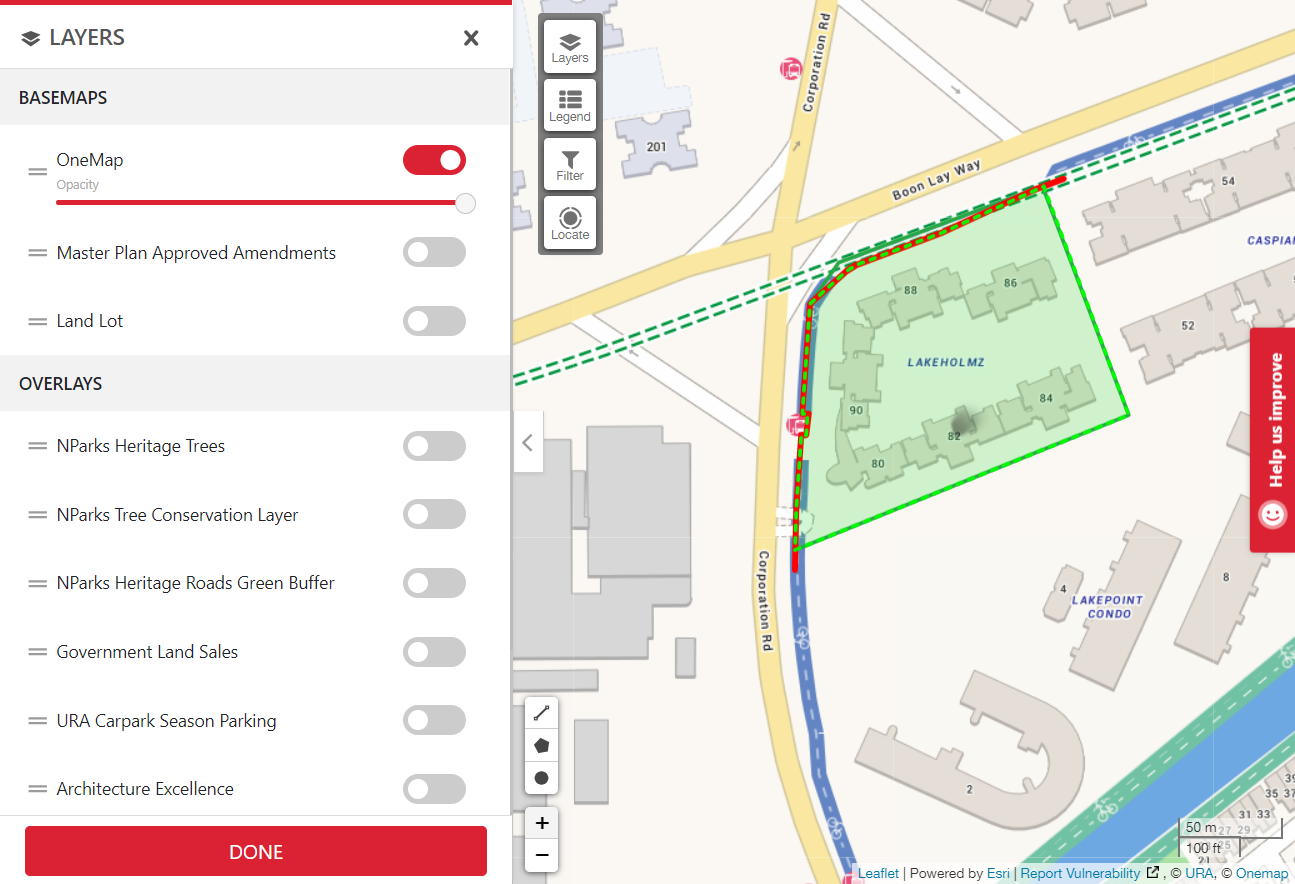 LAYERS
BASEMAPS
OneMap
Opacity
Master Plan Approved Amendments
Land Lot
OVERLAYS
NParks Heritage Trees
NParks Tree Conservation Layer
NParks Heritage Roads Green Buffer
Government Land Sales
URA Carpark Season Parking
Architecture Excellence
DONE
Layers
Legend
Filter
Locate
Corporation Rd
201
Boon Lay Way
54
CASPIAN
88
86
52
LAKEHOLMZ
90
84
82
80
Help us improve
Corporation Rd
8
4
LAKEPOINT
CONDO
2
39
35 37
31 33
50 m
27 29
100 ft
25
21
+
−
Leaflet | Powered by Esri | Report Vulnerability , © URA, © Onemap